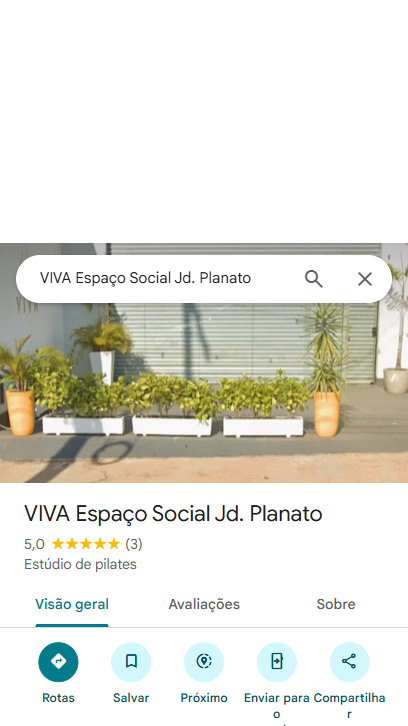 VIVA Espaço Social Jd. Planato
VIVA Espaço Social Jd. Planato
5,0 (3)
Estúdio de pilates
Visão geral Avaliações Sobre
Rotas Salvar Próximo Enviar para o Compartilhar